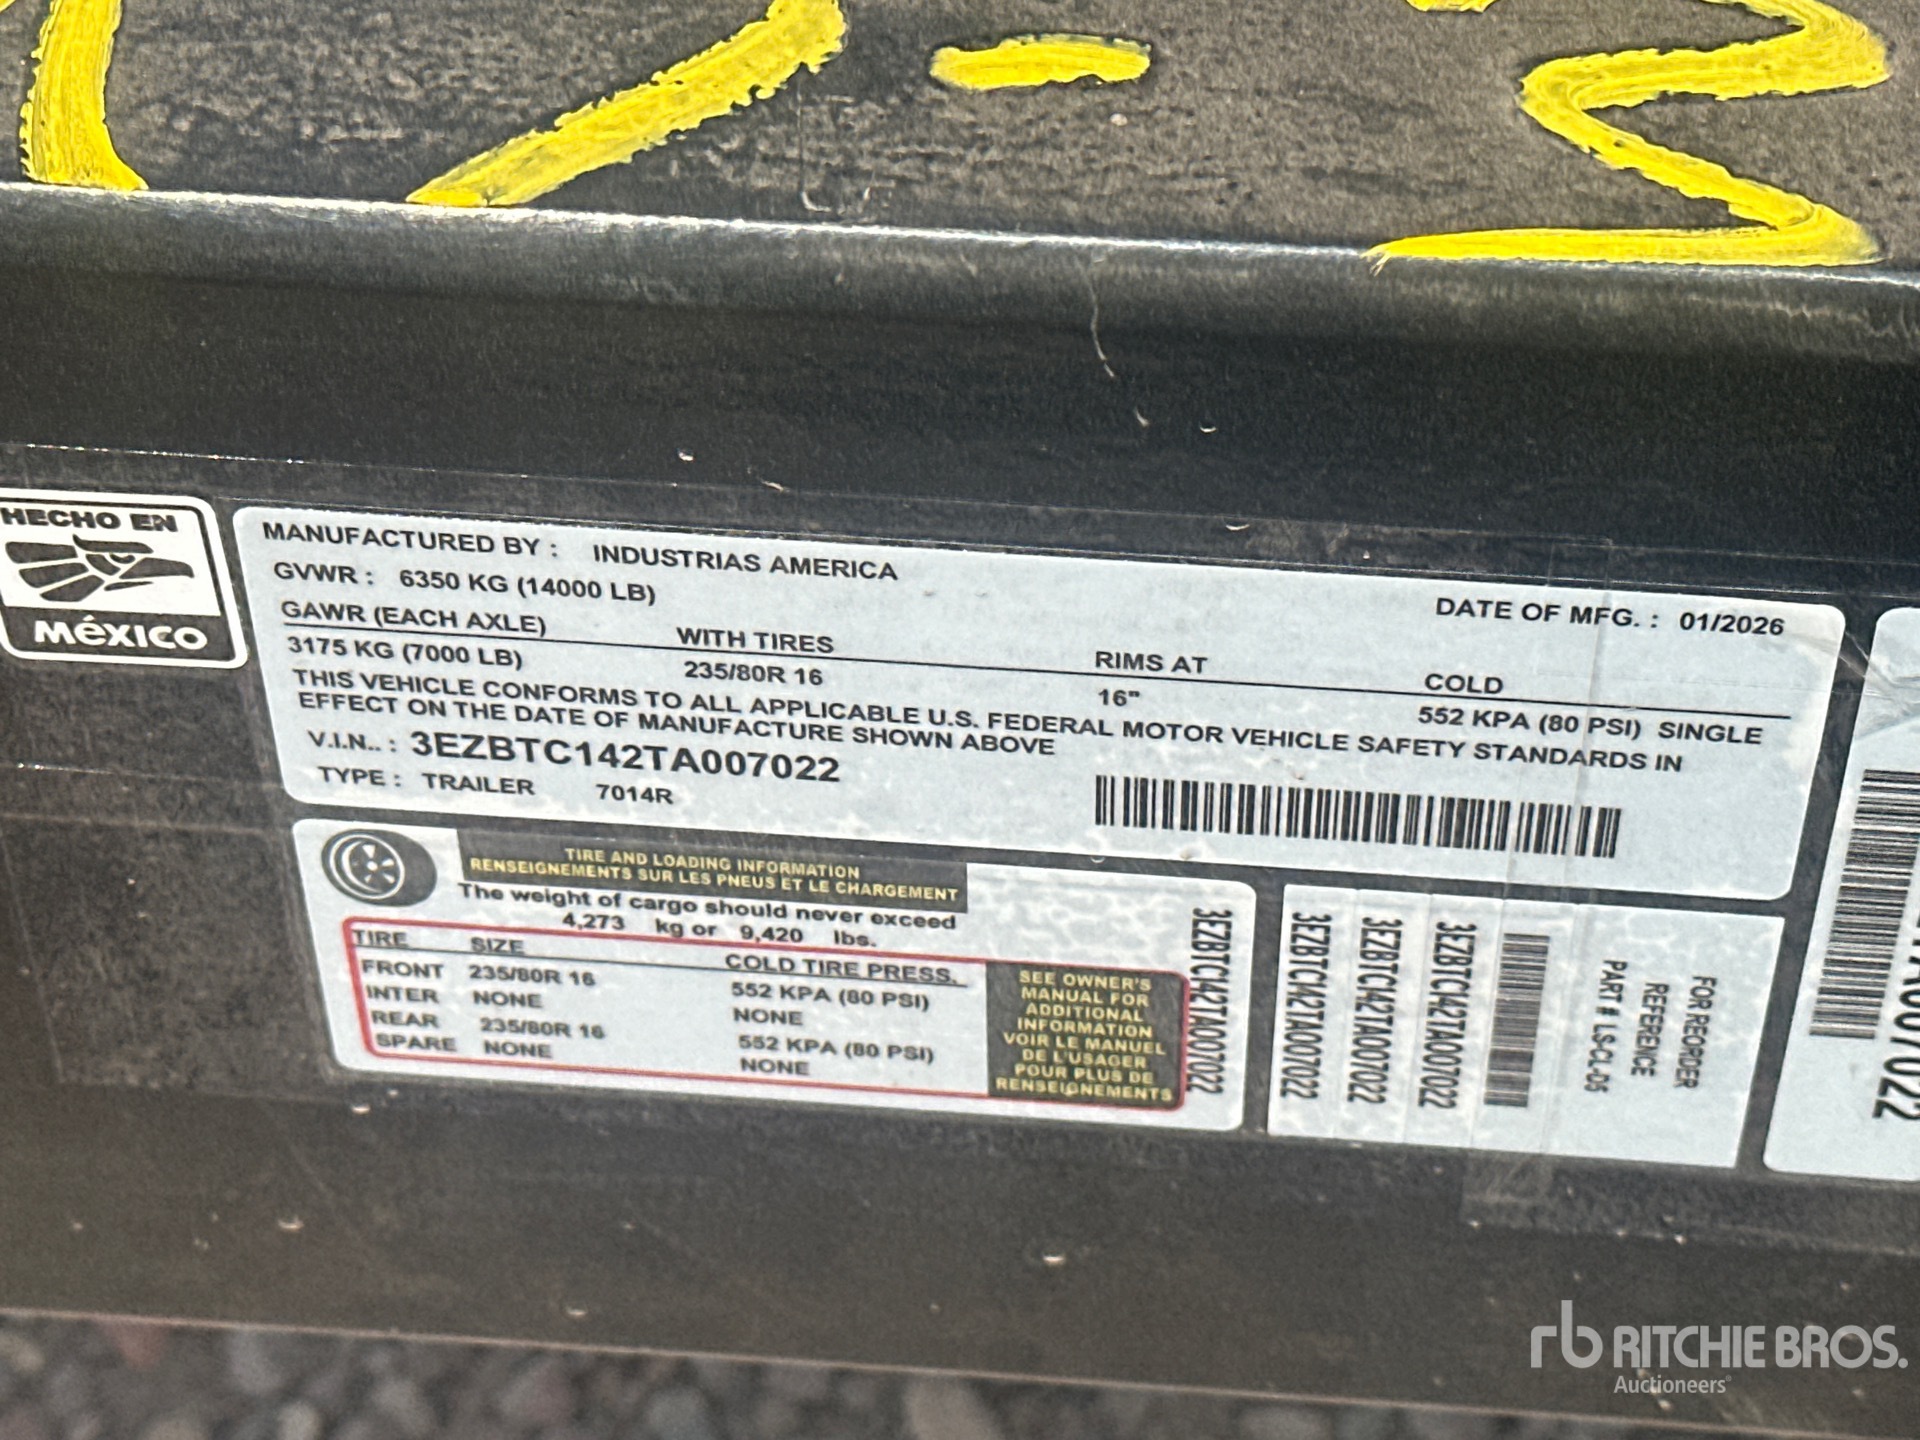 HECHO EN
MÉXICO
MANUFACTURED BY : INDUSTRIAS AMERICA
GVWR : 6350 KG (14000 LB)
DATE OF MFG. : 01/2026
GAWR (EACH AXLE) WITH TIRES RIMS AT COLD
3175 KG (7000 LB) 235/80R 16 16" 552 KPA (80 PSI) SINGLE
THIS VEHICLE CONFORMS TO ALL APPLICABLE U.S. FEDERAL MOTOR VEHICLE SAFETY STANDARDS IN
EFFECT ON THE DATE OF MANUFACTURE SHOWN ABOVE
V.I.N.. : 3EZBTC142TA007022
TYPE : TRAILER 7014R
TIRE AND LOADING INFORMATION
RENSEIGNEMENTS SUR LES PNEUS ET LE CHARGEMENT
The weight of cargo should never exceed
4,273 kg or 9,420 lbs.
TIRE SIZE COLD TIRE PRESS.
FRONT 235/80R 16 552 KPA (80 PSI)
INTER NONE NONE
REAR 235/80R 16 552 KPA (80 PSI)
SPARE NONE NONE
SEE OWNER'S
MANUAL FOR
ADDITIONAL
INFORMATION
VOIR LE MANUEL
DE L'USAGER
POUR PLUS DE
RENSEIGNEMENTS
3EZBTC142TA007022
3EZBTC142TA007022
3EZBTC142TA007022
3EZBTC142TA007022
FOR REORDER
REFERENCE
PART # LS-CL-05
007022
rb RITCHIE BROS.
Auctioneers